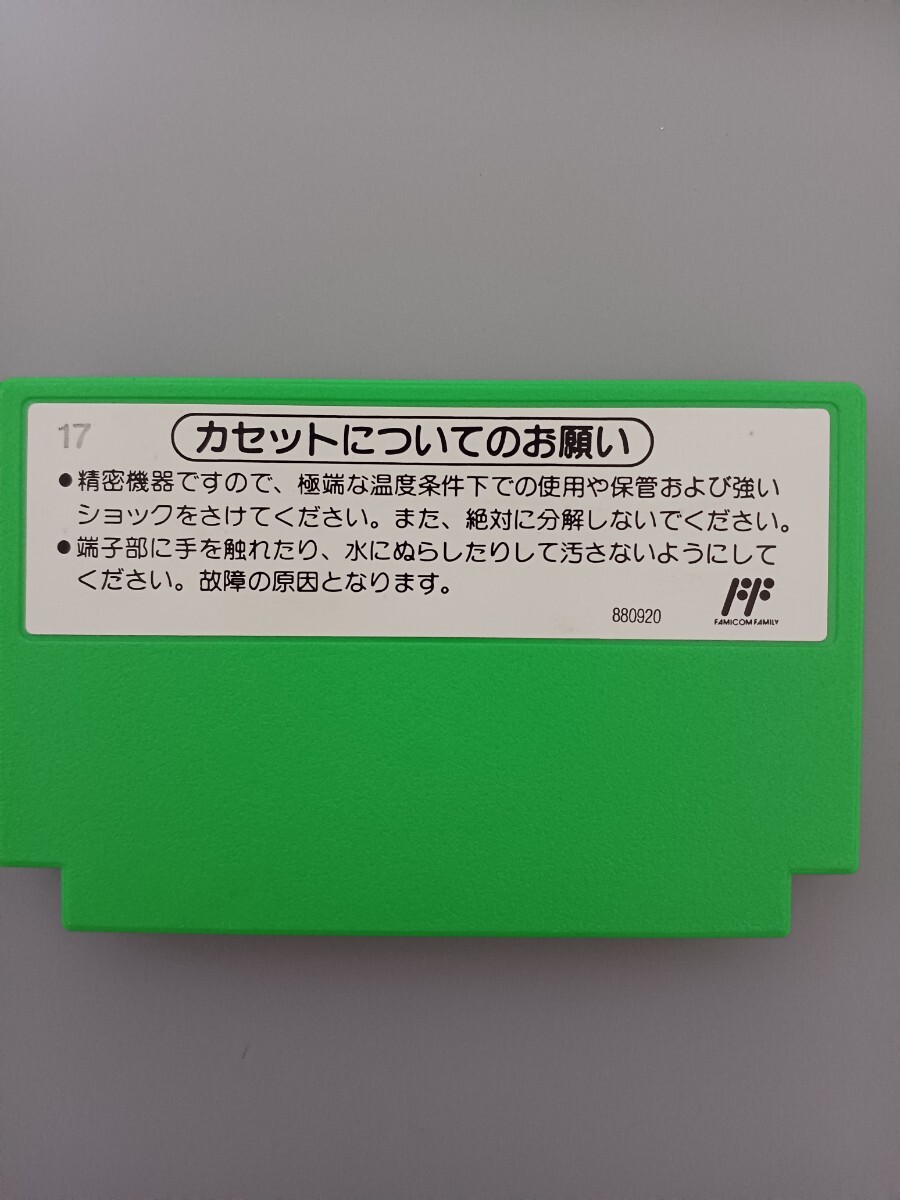 17
カセットについてのお願い
●精密機器ですので、極端な温度条件下での使用や保管および強い
ショックをさけてください。また、絶対に分解しないでください。
●端子部に手を触れたり、水にぬらしたりして汚さないようにして
ください。故障の原因となります。
880920
FAMICOM FAMILY